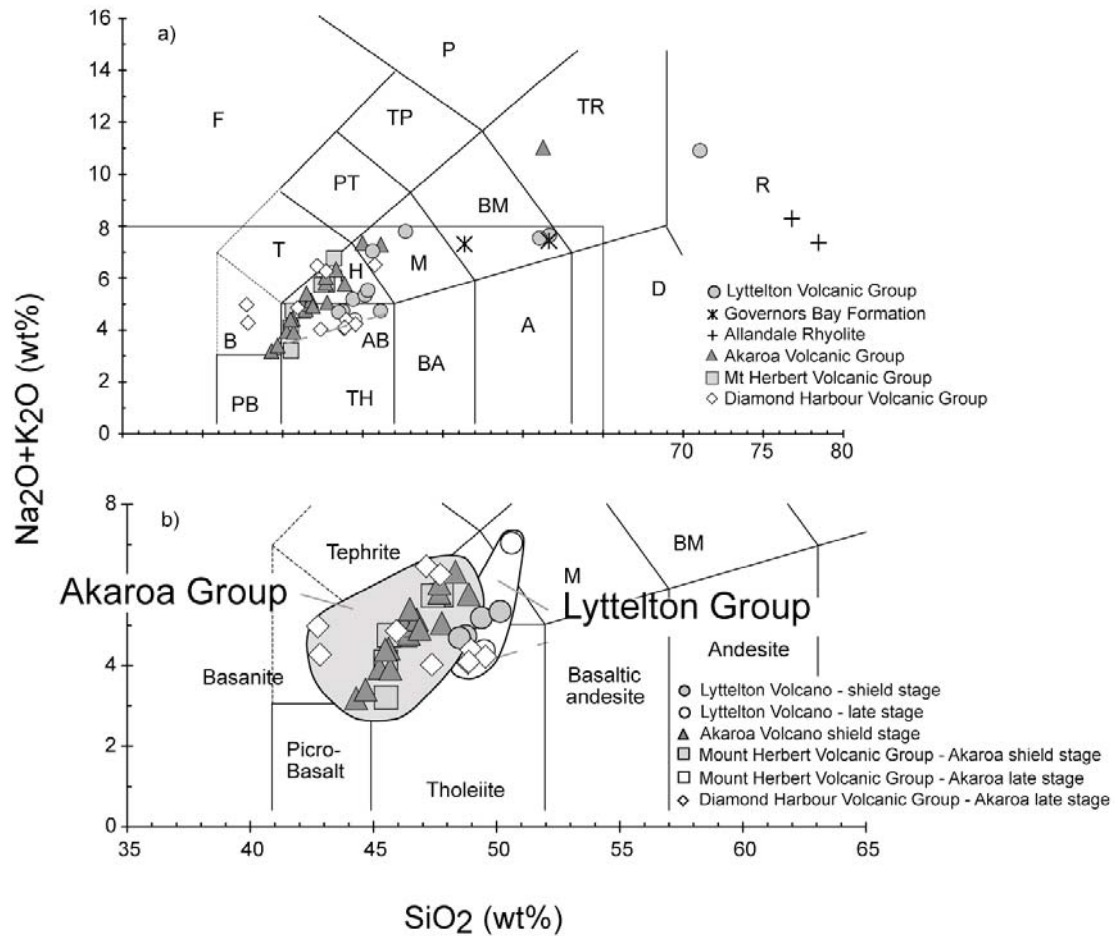 16
14
12
10
8
6
4
2
0
a)
P
F
TP
TR
PT
BM
R
T
H
M
D
B
AB
A
BA
PB
TH
Lyttelton Volcanic Group
Governors Bay Formation
Allandale Rhyolite
Akaroa Volcanic Group
Mt Herbert Volcanic Group
Diamond Harbour Volcanic Group
70 75 80
Na2O+K2O (wt%)
8
6
4
2
0
b)
Tephrite
BM
M
Akaroa Group
Lyttelton Group
Basanite
Basaltic
andesite
Andesite
Picro-
Basalt
Tholeiite
Lyttelton Volcano - shield stage
Lyttelton Volcano - late stage
Akaroa Volcano shield stage
Mount Herbert Volcanic Group - Akaroa shield stage
Mount Herbert Volcanic Group - Akaroa late stage
Diamond Harbour Volcanic Group - Akaroa late stage
35 40 45 50 55 60 65
SiO2 (wt%)